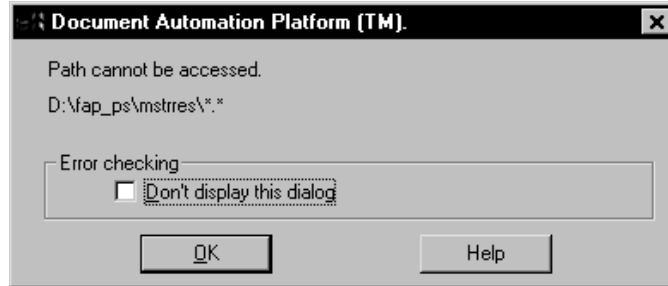 Document Automation Platform (TM).
Path cannot be accessed.
D:\fap_ps\mstrres\*.*
Error checking
Don't display this dialog
OK
Help